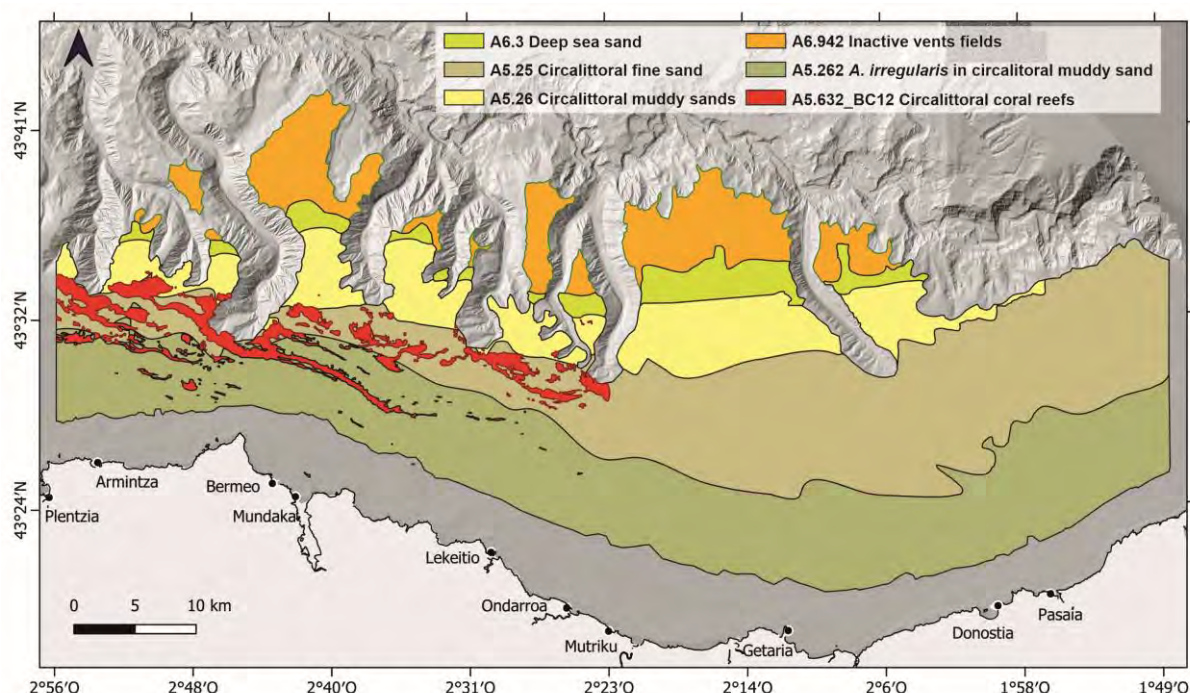 A6.3 Deep sea sand
A6.942 Inactive vents fields
A5.25 Circalittoral fine sand
A5.262 A. irregularis in circalitoral muddy sand
A5.26 Circalittoral muddy sands
A5.632_BC12 Circalittoral coral reefs
43°41'N
43°32'N
43°24'N
Armintza
Plentzia
Bermeo
Mundaka
Lekeitio
Ondarroa
Mutriku
Getaria
Donostia
Pasaia
0 5 10 km
2°56'O 2°48'O 2°40'O 2°31'O 2°23'O 2°14'O 2°6'O 1°58'O 1°49'O